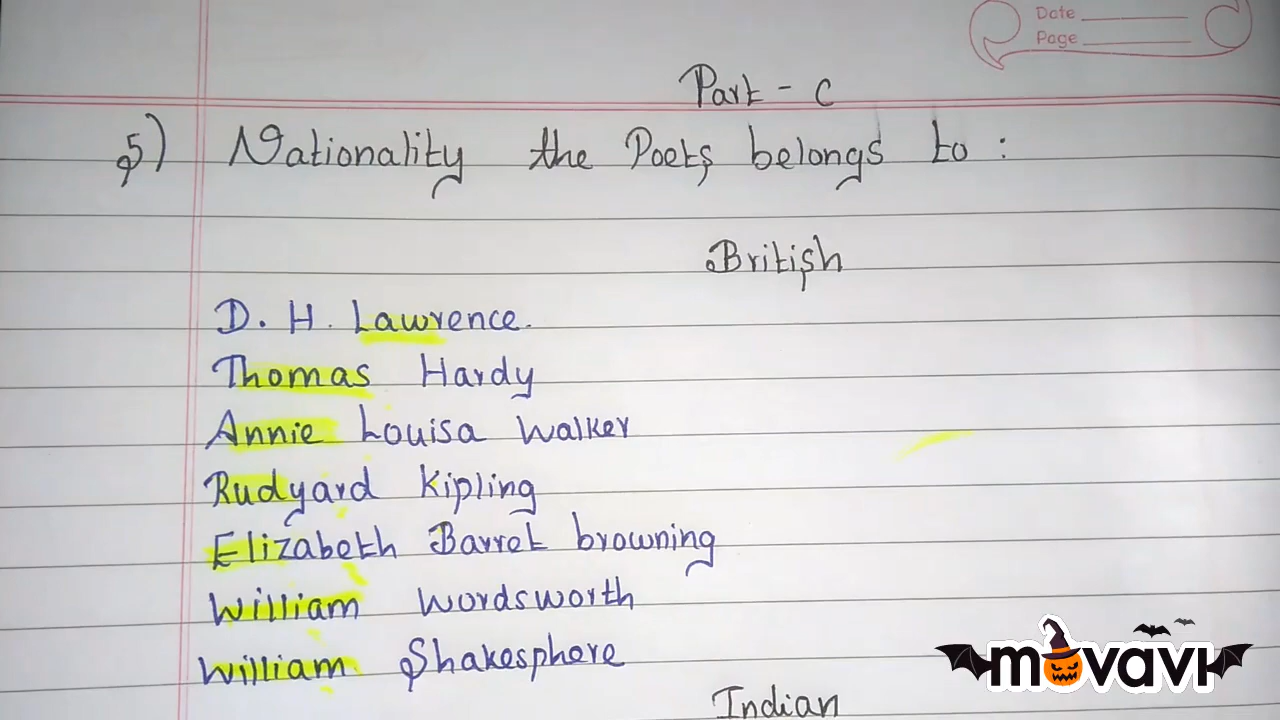 Date
Page
Part - C
5) Nationality the Poets belongs to :
British
D. H. Lawrence.
Thomas Hardy
Annie Louisa Walker
Rudyard Kipling
Elizabeth Barret browning
William Wordsworth
William Shakesphere
Indian
movavi